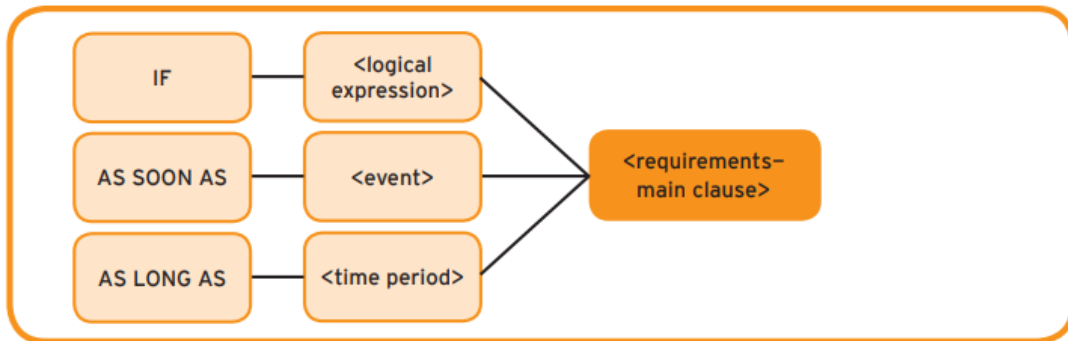 IF
<logical
expression>
AS SOON AS
<event>
<requirements–
main clause>
AS LONG AS
<time period>